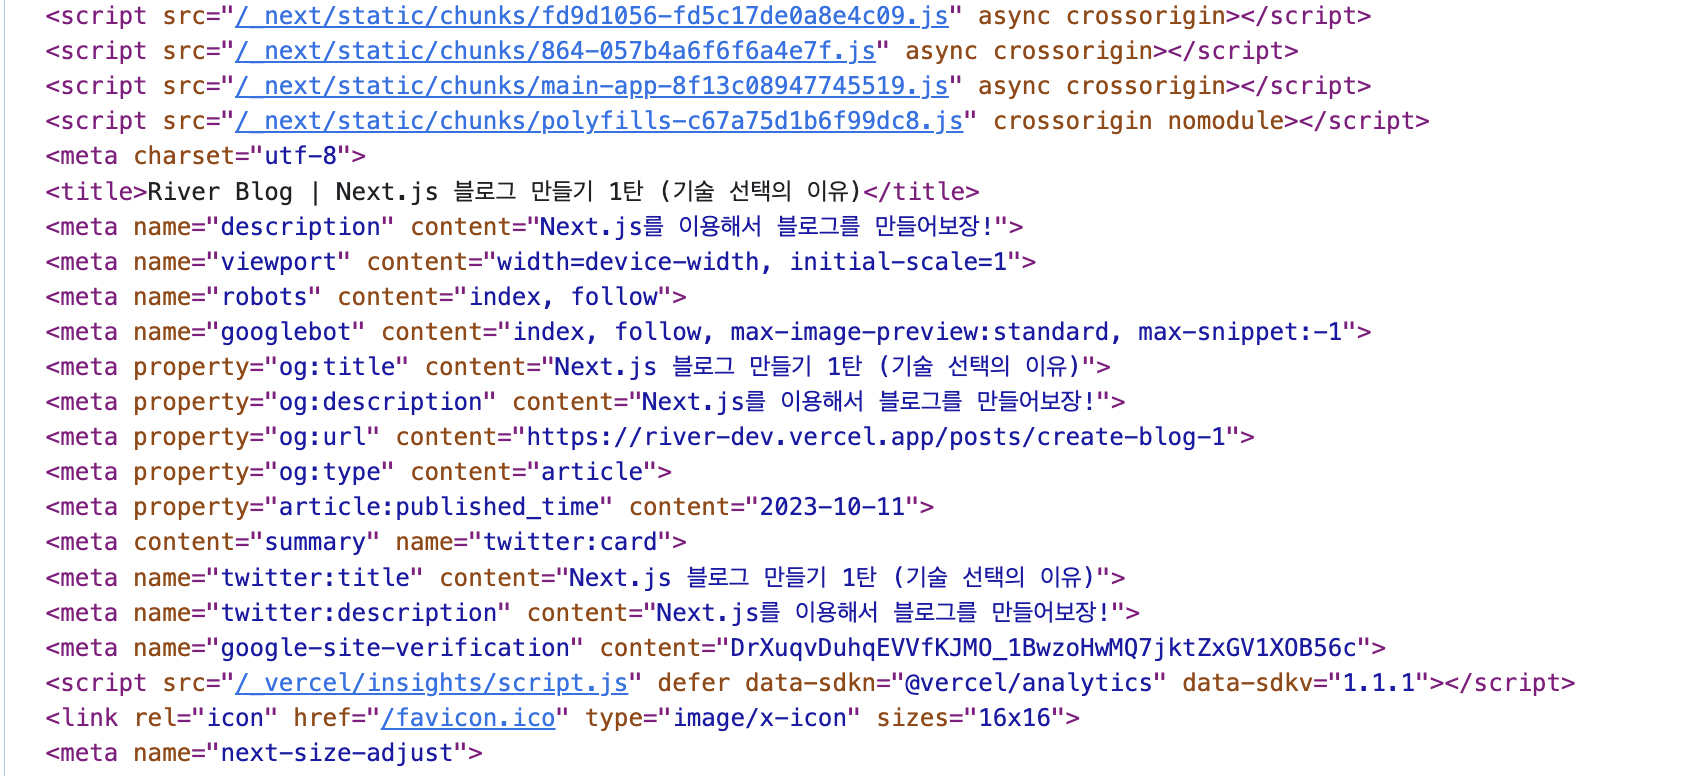 <script src="/_next/static/chunks/fd9d1056-fd5c17de0a8e4c09.js" async crossorigin></script>
<script src="/_next/static/chunks/864-057b4a6f6f6a4e7f.js" async crossorigin></script>
<script src="/_next/static/chunks/main-app-8f13c08947745519.js" async crossorigin></script>
<script src="/_next/static/chunks/polyfills-c67a75d1b6f99dc8.js" crossorigin nomodule></script>
<meta charset="utf-8">
<title>River Blog | Next.js 블로그 만들기 1탄 (기술 선택의 이유)</title>
<meta name="description" content="Next.js를 이용해서 블로그를 만들어보장!">
<meta name="viewport" content="width=device-width, initial-scale=1">
<meta name="robots" content="index, follow">
<meta name="googlebot" content="index, follow, max-image-preview:standard, max-snippet:-1">
<meta property="og:title" content="Next.js 블로그 만들기 1탄 (기술 선택의 이유)">
<meta property="og:description" content="Next.js를 이용해서 블로그를 만들어보장!">
<meta property="og:url" content="https://river-dev.vercel.app/posts/create-blog-1">
<meta property="og:type" content="article">
<meta property="article:published_time" content="2023-10-11">
<meta content="summary" name="twitter:card">
<meta name="twitter:title" content="Next.js 블로그 만들기 1탄 (기술 선택의 이유)">
<meta name="twitter:description" content="Next.js를 이용해서 블로그를 만들어보장!">
<meta name="google-site-verification" content="DrXuqvDuhqEVVfKJMO_1BwzoHwMQ7jktZxGV1XOB56c">
<script src="/_vercel/insights/script.js" defer data-sdkn="@vercel/analytics" data-sdkv="1.1.1"></script>
<link rel="icon" href="/favicon.ico" type="image/x-icon" sizes="16x16">
<meta name="next-size-adjust">